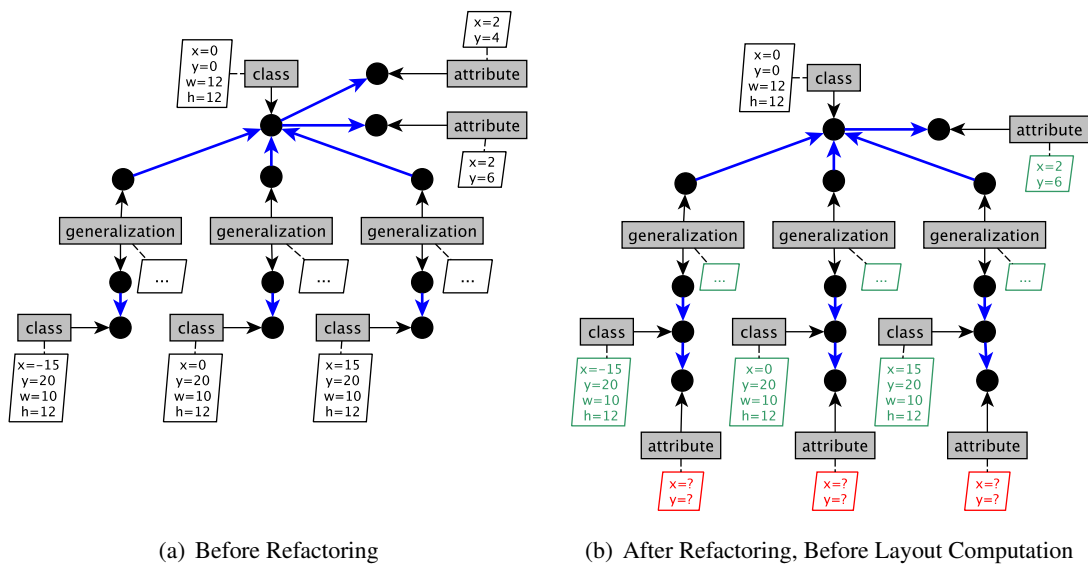 x=2
y=4
x=0
y=0
w=12
h=12
class
attribute
attribute
x=2
y=6
generalization
generalization
generalization
...
...
...
class
class
class
x=-15
y=20
w=10
h=12
x=0
y=20
w=10
h=12
x=15
y=20
w=10
h=12
(a) Before Refactoring
x=0
y=0
w=12
h=12
class
attribute
x=2
y=6
generalization
generalization
generalization
...
...
...
class
class
class
x=-15
y=20
w=10
h=12
x=0
y=20
w=10
h=12
x=15
y=20
w=10
h=12
attribute
attribute
attribute
x=?
y=?
x=?
y=?
x=?
y=?
(b) After Refactoring, Before Layout Computation